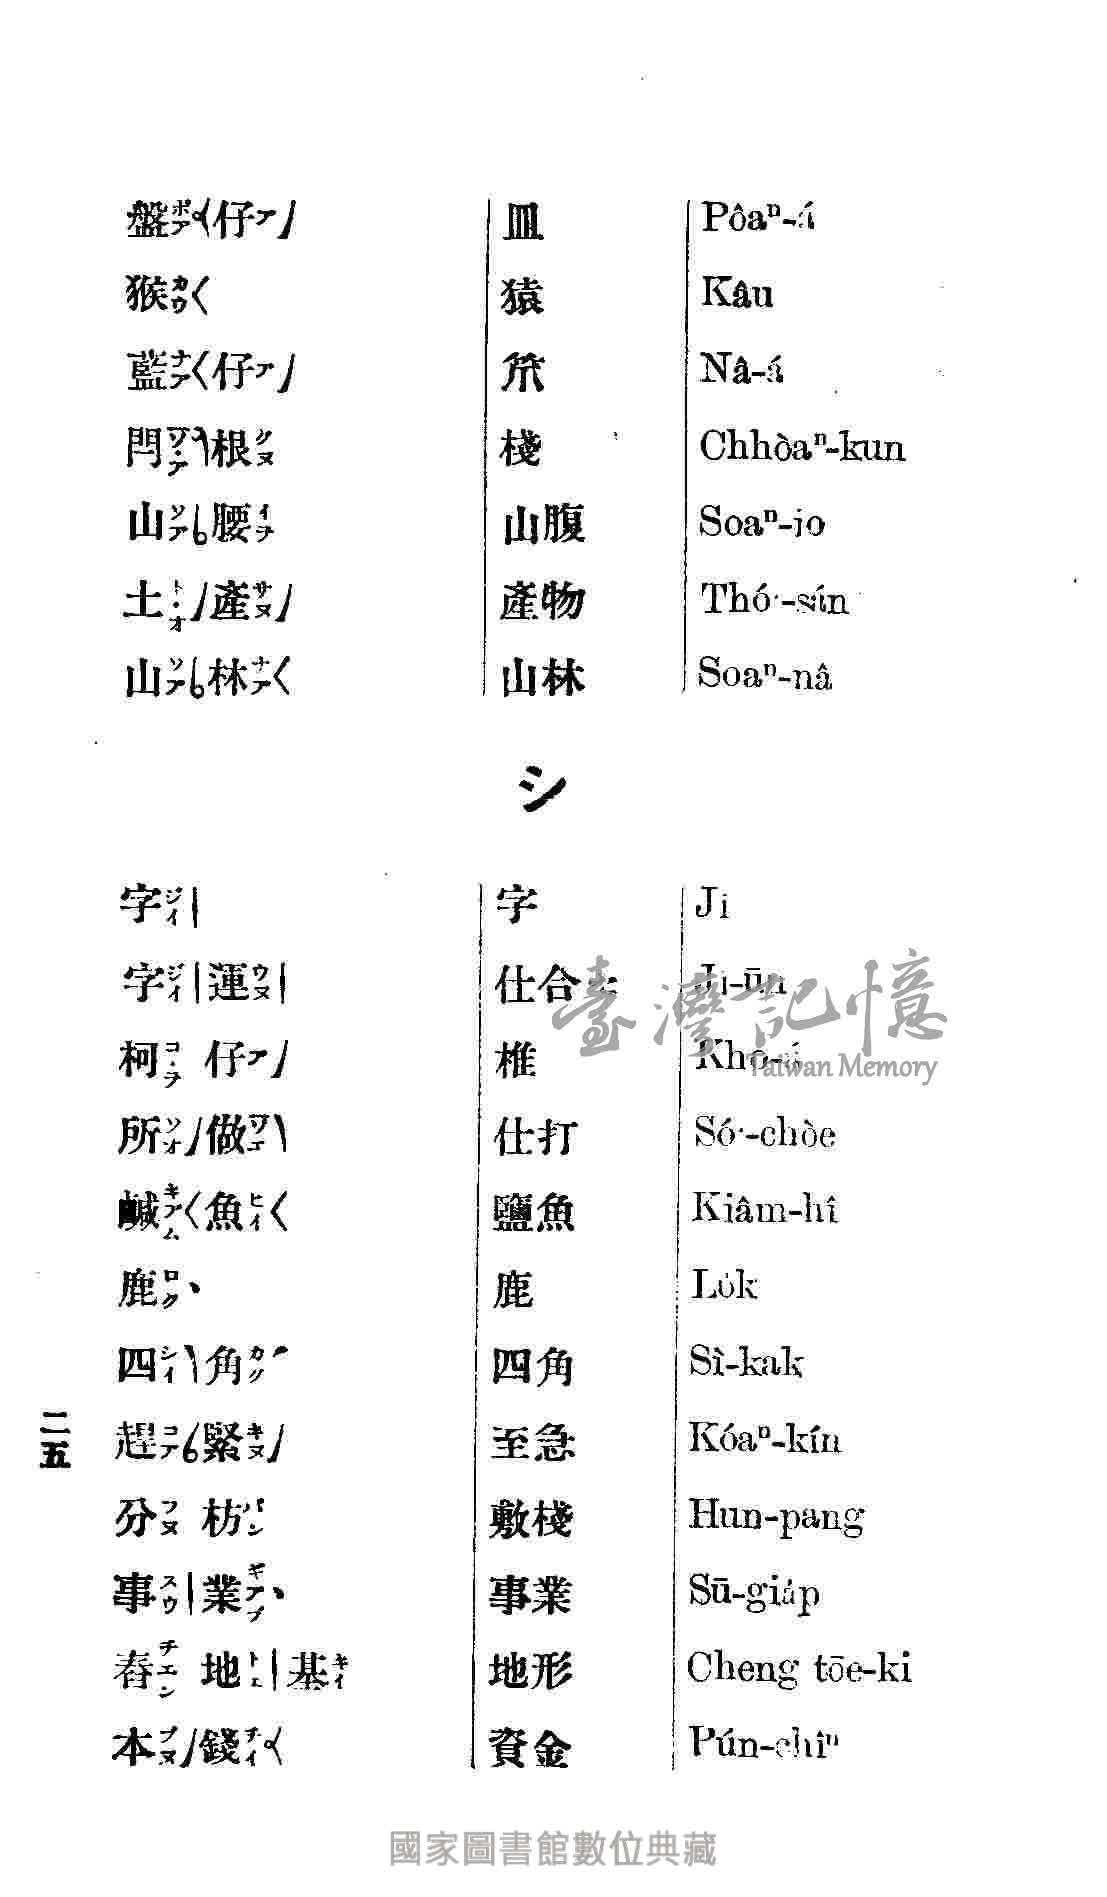 盤ポア仔ア 皿 Pôaⁿ-á
猴カウ 猿 Kâu
藍ナア仔ア 笊 Nâ-á
閂ツア根クヌ 棧 Chhòaⁿ-kun
山ソア腰イヲ 山腹 Soaⁿ-io
土トオ產サヌ 產物 Thó͘-sán
山ソア林ナア 山林 Soaⁿ-nâ
シ
字ジイ 字 Ji
字ジイ運ウヌ 仕合セ Ji-ūn
柯コヲ仔ア 椎 Kho-á
所ソオ做ツエ 仕打 Só͘-chòe
鹹キアム魚ヒイ 鹽魚 Kiâm-hî
鹿ロク 鹿 Lo̍k
四シイ角カク 四角 Sì-kak
趕コア緊キヌ 至急 Kóaⁿ-kín
分フヌ枋パン 敷棧 Hun-pang
事スウ業ギアプ 事業 Sū-gia̍p
舂チエン地トエ基キイ 地形 Cheng tōe-ki
本プヌ錢チイ 資金 Pún-chîⁿ
二五
臺灣記憶
Taiwan Memory
國家圖書館數位典藏